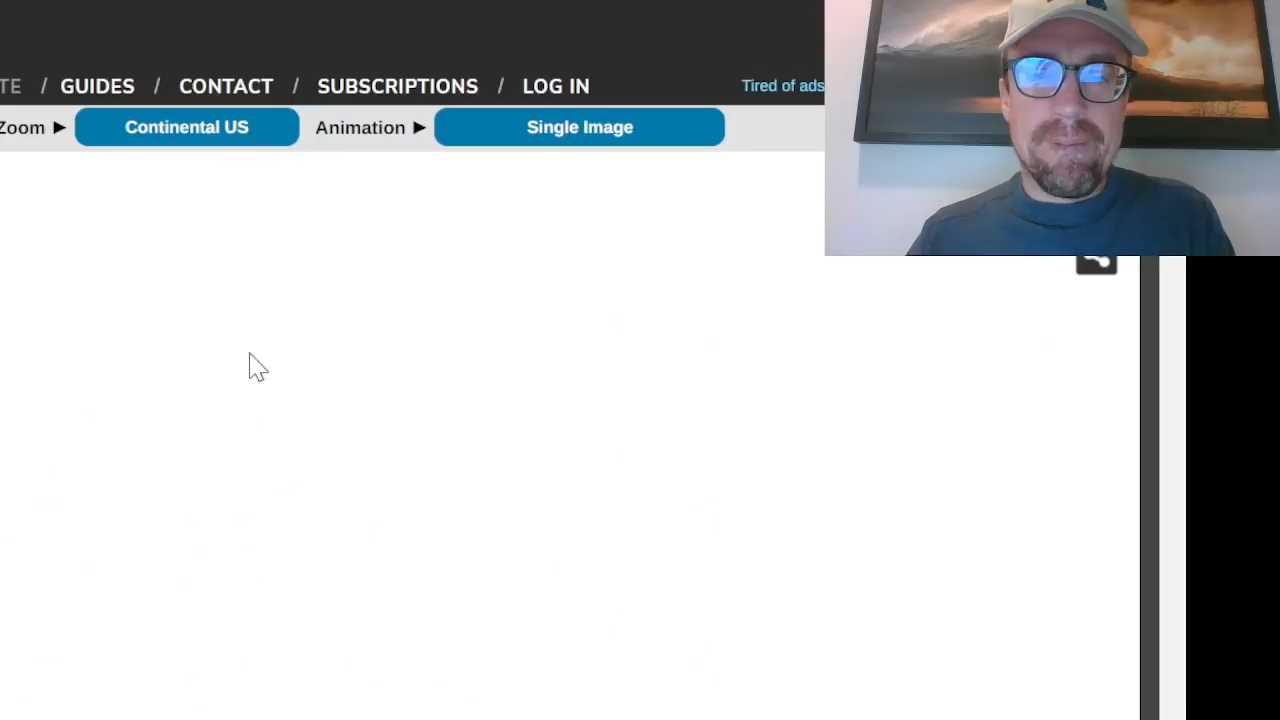 TE / GUIDES / CONTACT / SUBSCRIPTIONS / LOG IN Tired of ads
Zoom ▶ Continental US Animation ▶ Single Image